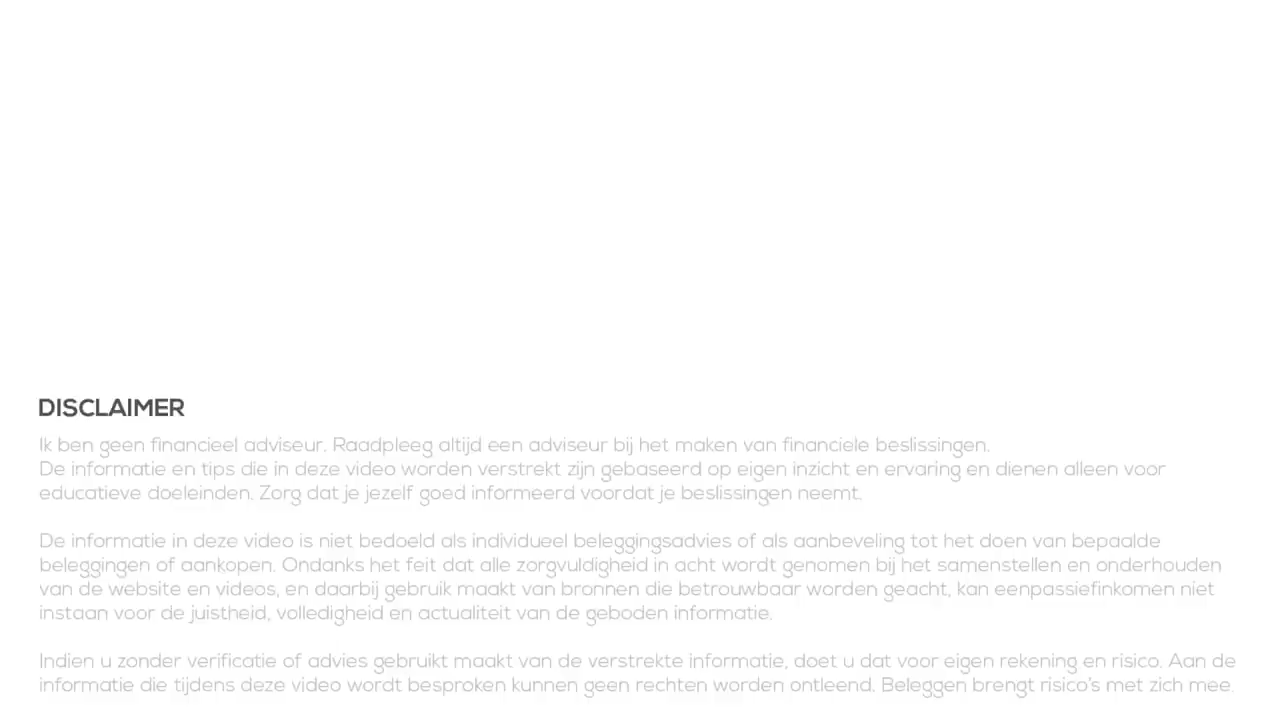 DISCLAIMER
Ik ben geen financieel adviseur. Raadpleeg altijd een adviseur bij het maken van financiele beslissingen.
De informatie en tips die in deze video worden verstrekt zijn gebaseerd op eigen inzicht en ervaring en dienen alleen voor
educatieve doeleinden. Zorg dat je jezelf goed informeerd voordat je beslissingen neemt.
De informatie in deze video is niet bedoeld als individueel beleggingsadvies of als aanbeveling tot het doen van bepaalde
beleggingen of aankopen. Ondanks het feit dat alle zorgvuldigheid in acht wordt genomen bij het samenstellen en onderhouden
van de website en videos, en daarbij gebruik maakt van bronnen die betrouwbaar worden geacht, kan eenpassiefinkomen niet
instaan voor de juistheid, volledigheid en actualiteit van de geboden informatie.
Indien u zonder verificatie of advies gebruikt maakt van de verstrekte informatie, doet u dat voor eigen rekening en risico. Aan de
informatie die tijdens deze video wordt besproken kunnen geen rechten worden ontleend. Beleggen brengt risico's met zich mee.